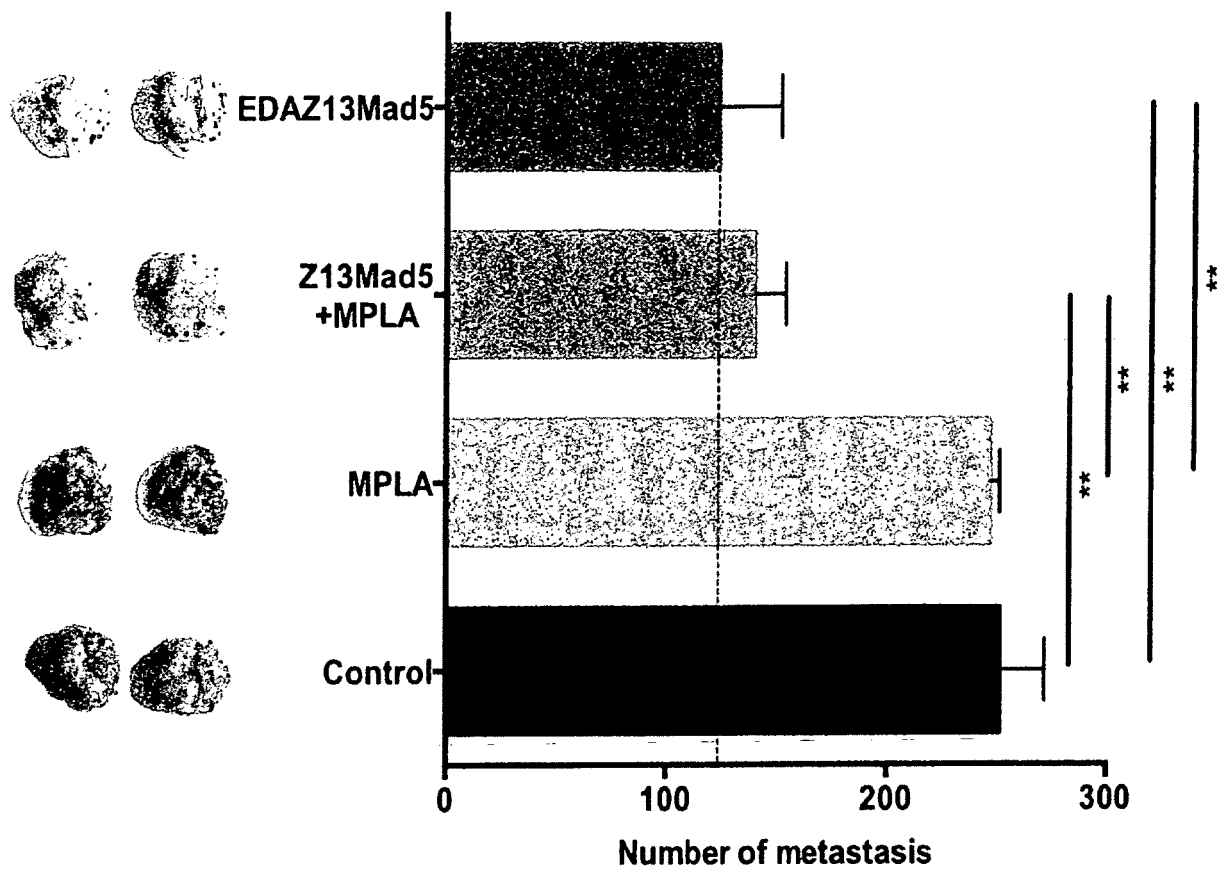 EDAZ13Mad5
Z13Mad5
+MPLA
MPLA
Control
**
**
**
**
0 100 200 300
Number of metastasis